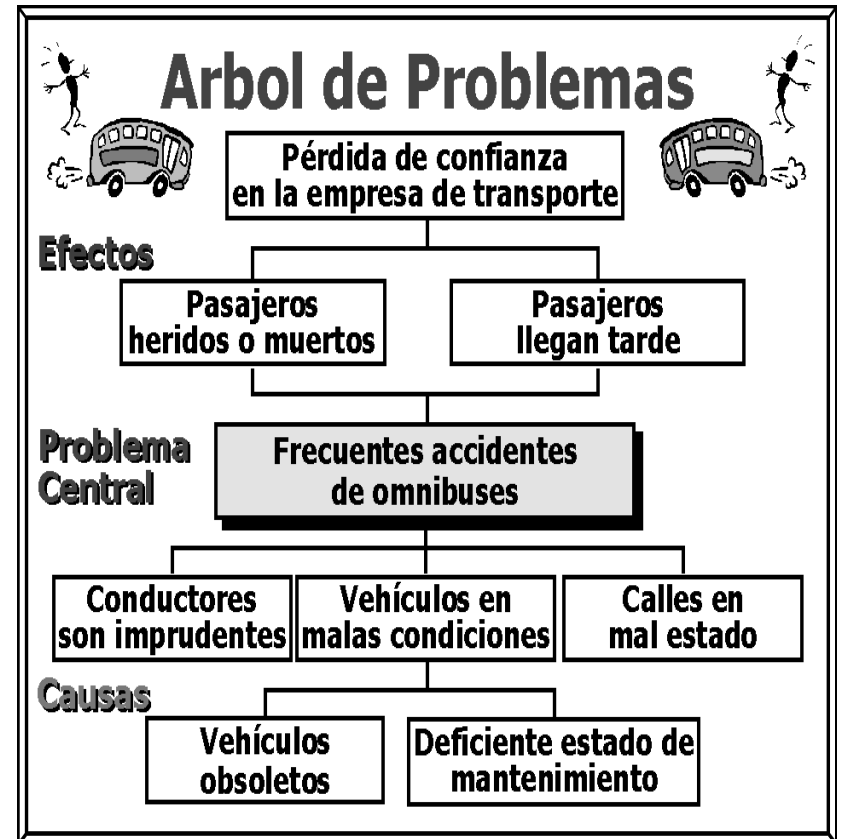 Arbol de Problemas
Pérdida de confianza
en la empresa de transporte
Efectos
Pasajeros
heridos o muertos
Pasajeros
llegan tarde
Problema
Central
Frecuentes accidentes
de omnibuses
Conductores
son imprudentes
Vehículos en
malas condiciones
Calles en
mal estado
Causas
Vehículos
obsoletos
Deficiente estado de
mantenimiento